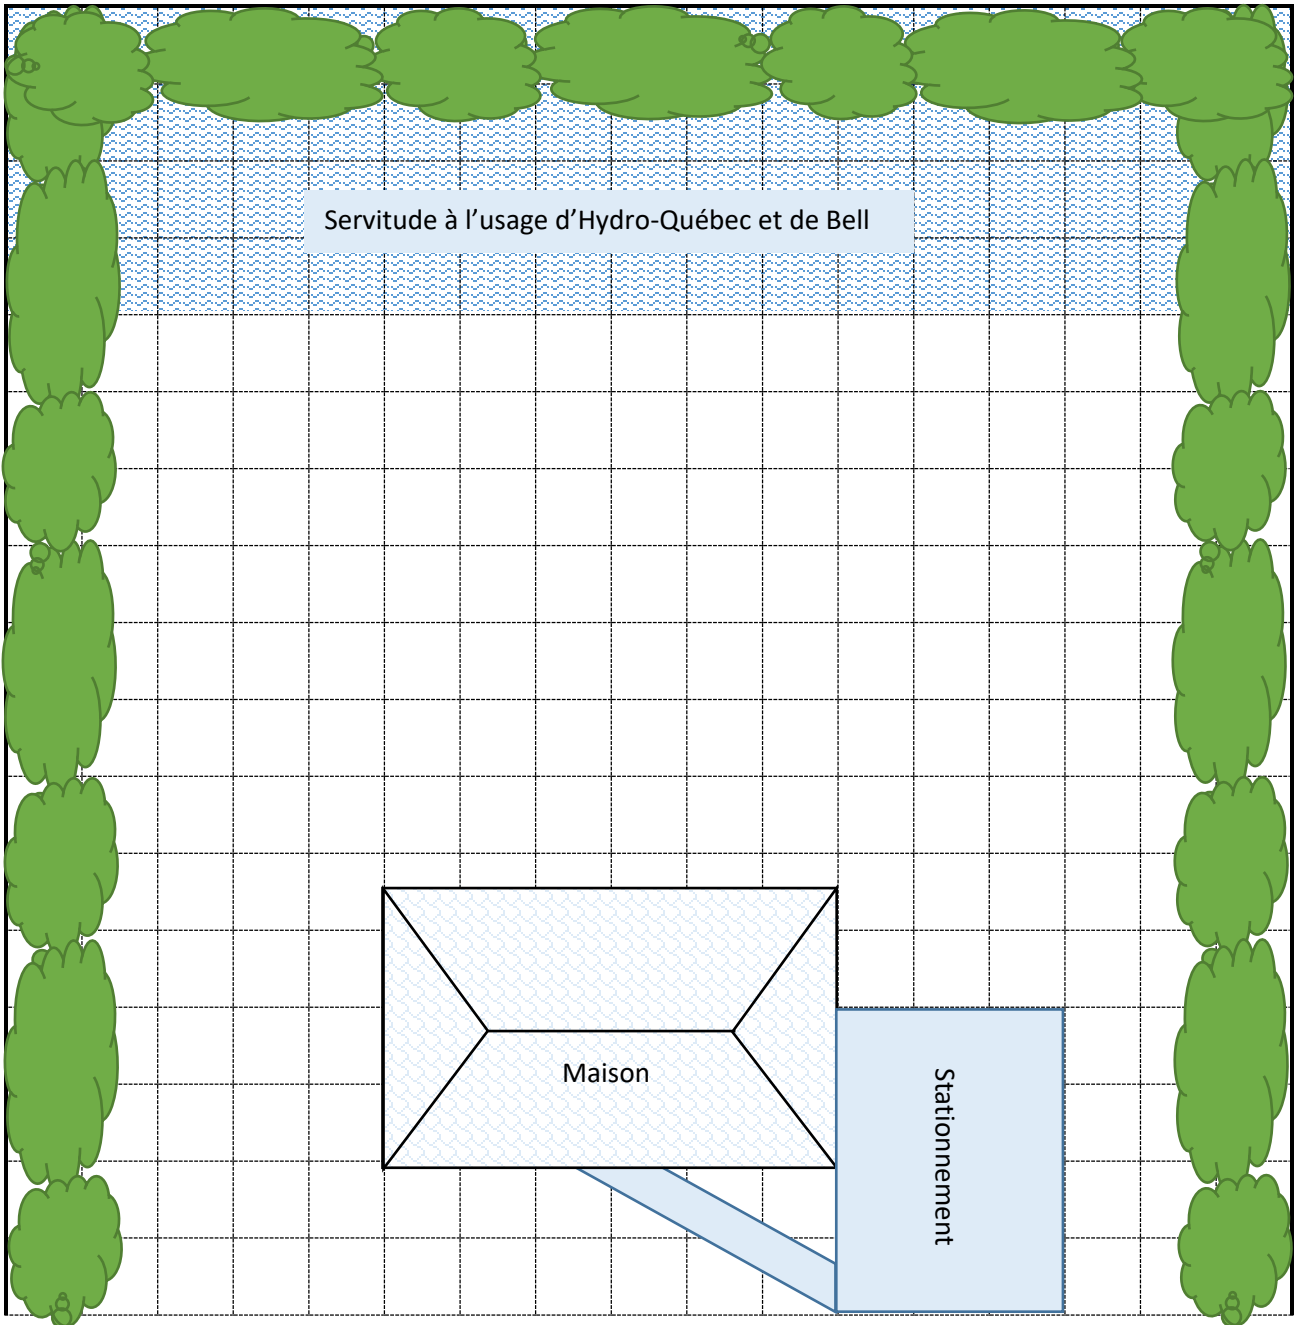 Servitude à l’usage d’Hydro-Québec et de Bell
Maison
Stationnement